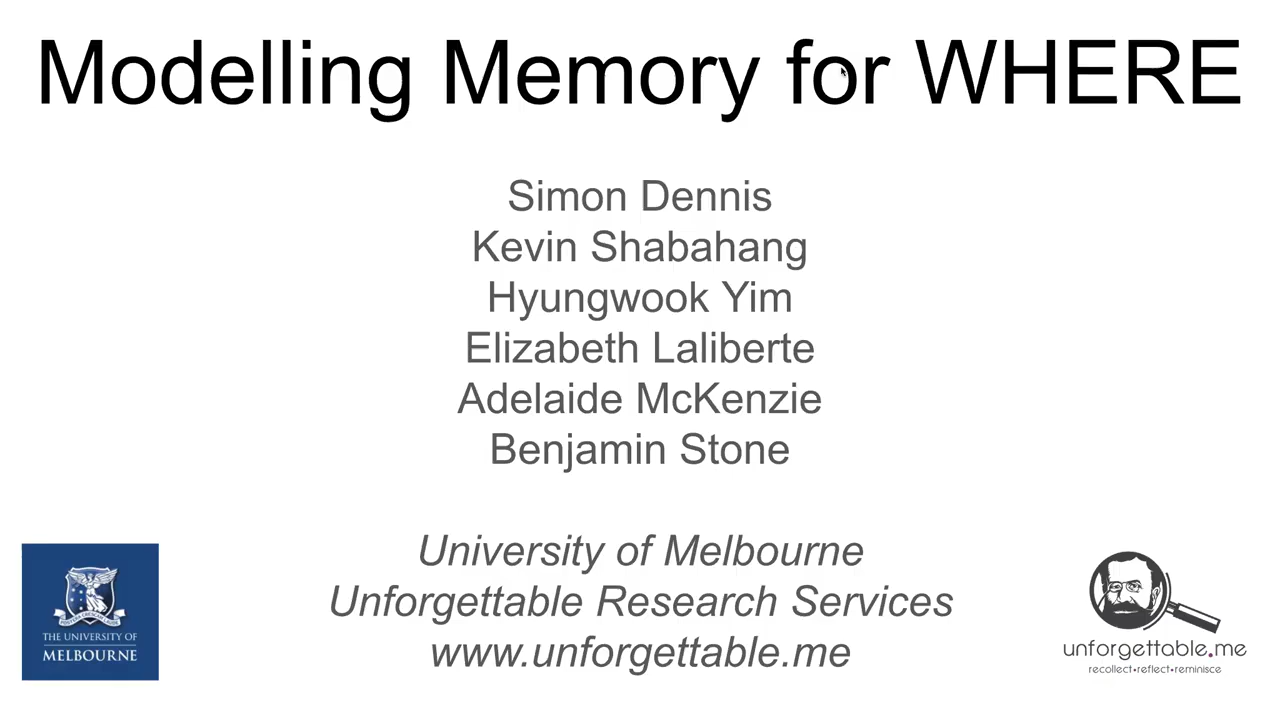 Modelling Memory for WHERE
Simon Dennis
Kevin Shabahang
Hyungwook Yim
Elizabeth Laliberte
Adelaide McKenzie
Benjamin Stone
University of Melbourne
Unforgettable Research Services
www.unforgettable.me
THE UNIVERSITY OF
MELBOURNE
unforgettable.me
recollect•reflect•reminisce